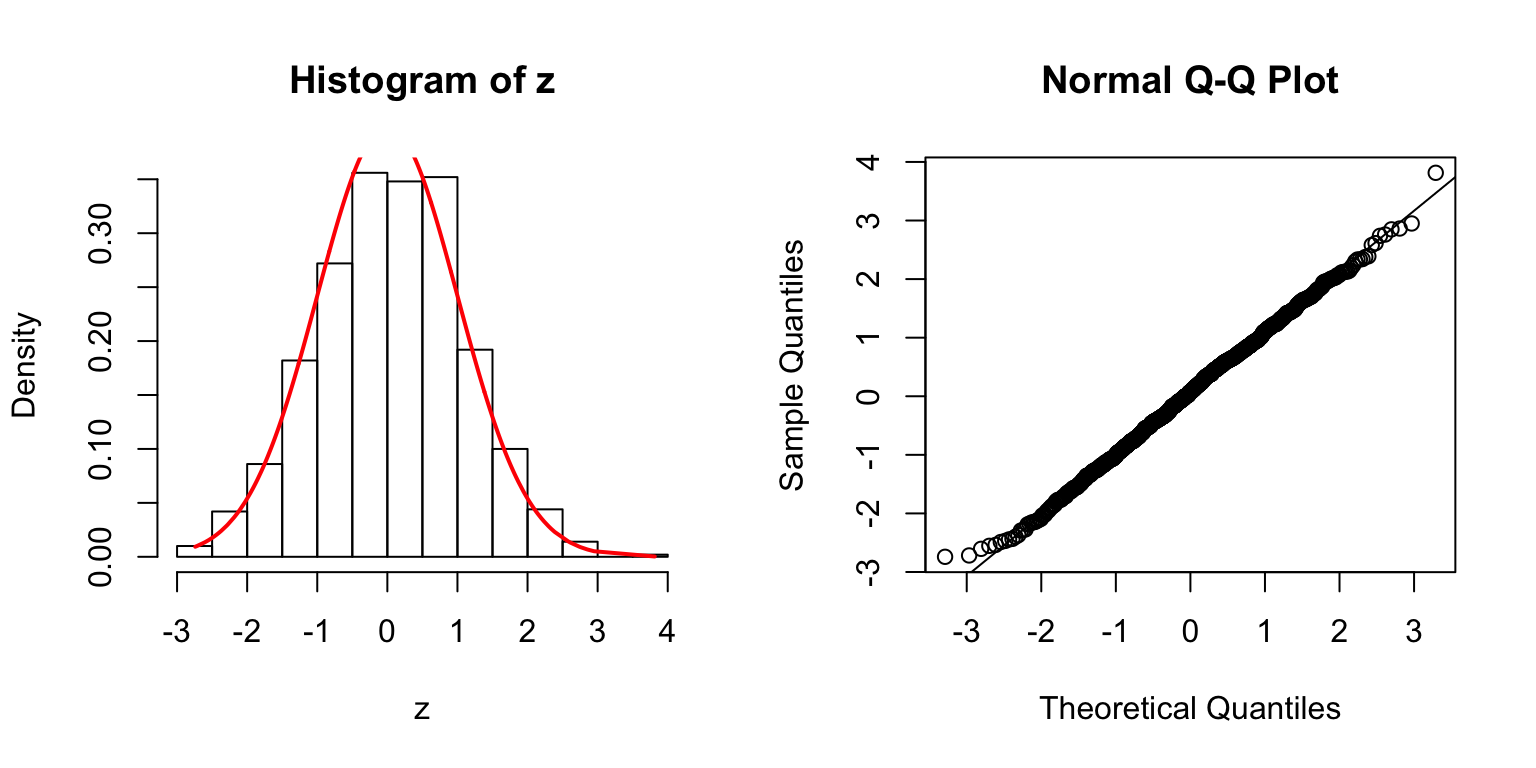 Histogram of z
Density
0.00 0.10 0.20 0.30
-3 -2 -1 0 1 2 3 4
z
Normal Q-Q Plot
Sample Quantiles
-3 -2 -1 0 1 2 3 4
-3 -2 -1 0 1 2 3
Theoretical Quantiles